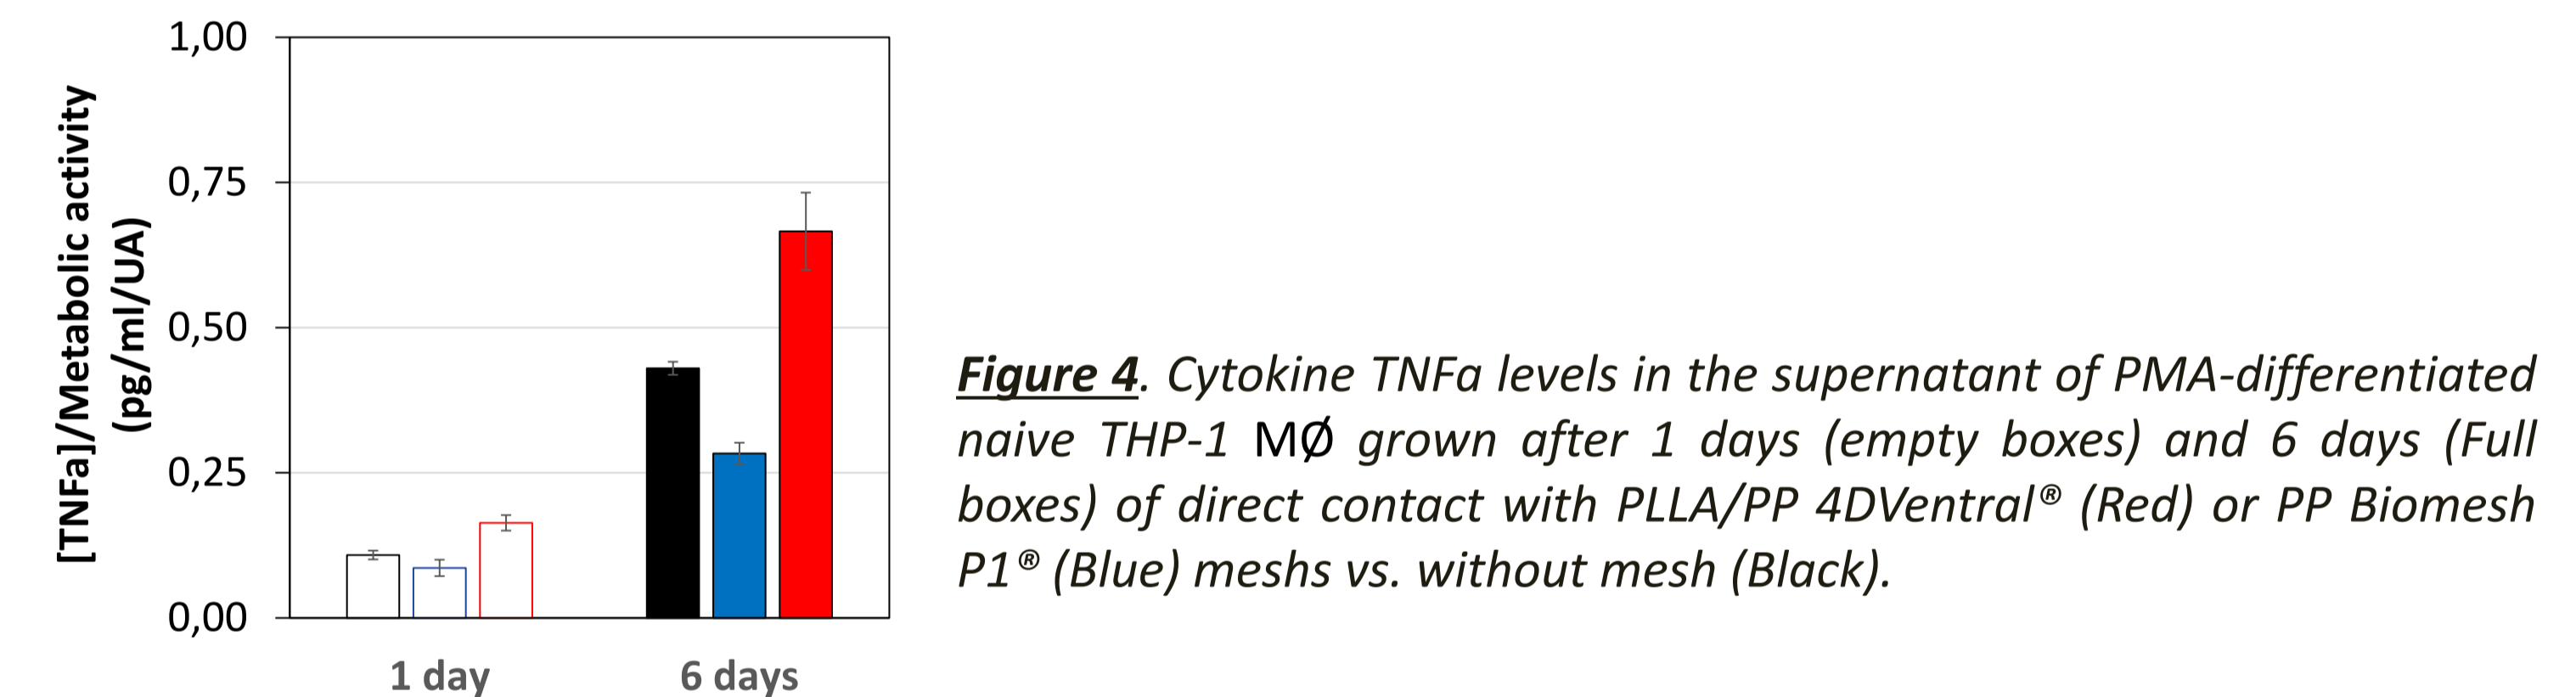 [TNFa]/Metabolic activity
(pg/ml/UA)
1,00
0,75
0,50
0,25
0,00
1 day
6 days
Figure 4. Cytokine TNFa levels in the supernatant of PMA-differentiated
naive THP-1 MØ grown after 1 days (empty boxes) and 6 days (Full
boxes) of direct contact with PLLA/PP 4DVentral® (Red) or PP Biomesh
P1® (Blue) meshs vs. without mesh (Black).